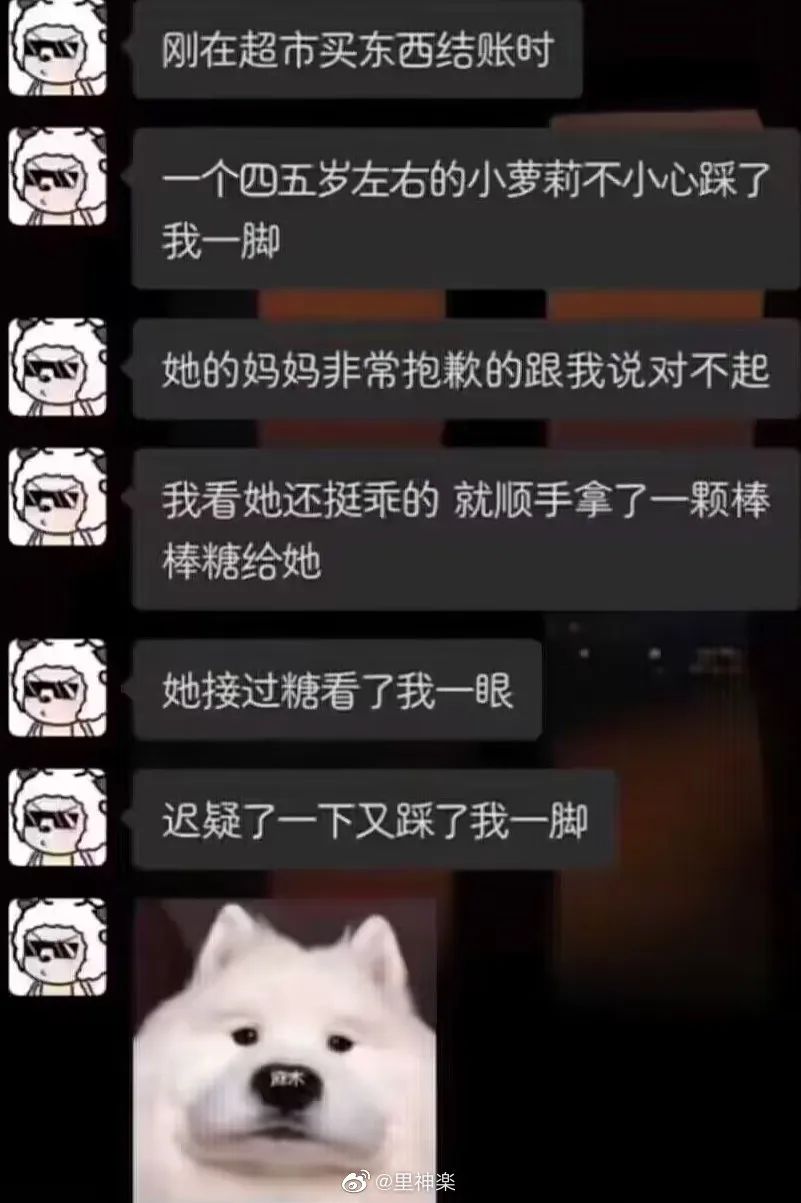 刚在超市买东西结账时
一个四五岁左右的小萝莉不小心踩了
我一脚
她的妈妈非常抱歉的跟我说对不起
我看她还挺乖的 就顺手拿了一颗棒
棒糖给她
她接过糖看了我一眼
迟疑了一下又踩了我一脚
麻木
@里神楽